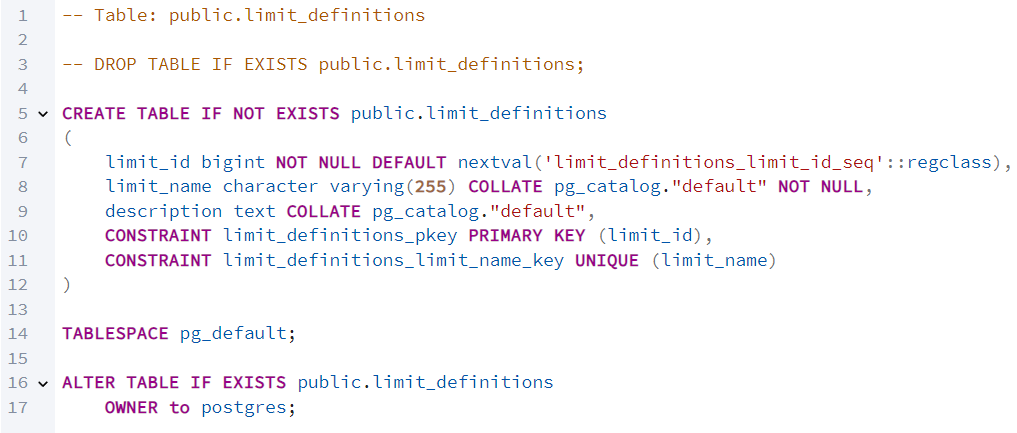 1 -- Table: public.limit_definitions
2
3 -- DROP TABLE IF EXISTS public.limit_definitions;
4
5 CREATE TABLE IF NOT EXISTS public.limit_definitions
6 (
7     limit_id bigint NOT NULL DEFAULT nextval('limit_definitions_limit_id_seq'::regclass),
8     limit_name character varying(255) COLLATE pg_catalog."default" NOT NULL,
9     description text COLLATE pg_catalog."default",
10     CONSTRAINT limit_definitions_pkey PRIMARY KEY (limit_id),
11     CONSTRAINT limit_definitions_limit_name_key UNIQUE (limit_name)
12 )
13
14 TABLESPACE pg_default;
15
16 ALTER TABLE IF EXISTS public.limit_definitions
17     OWNER to postgres;